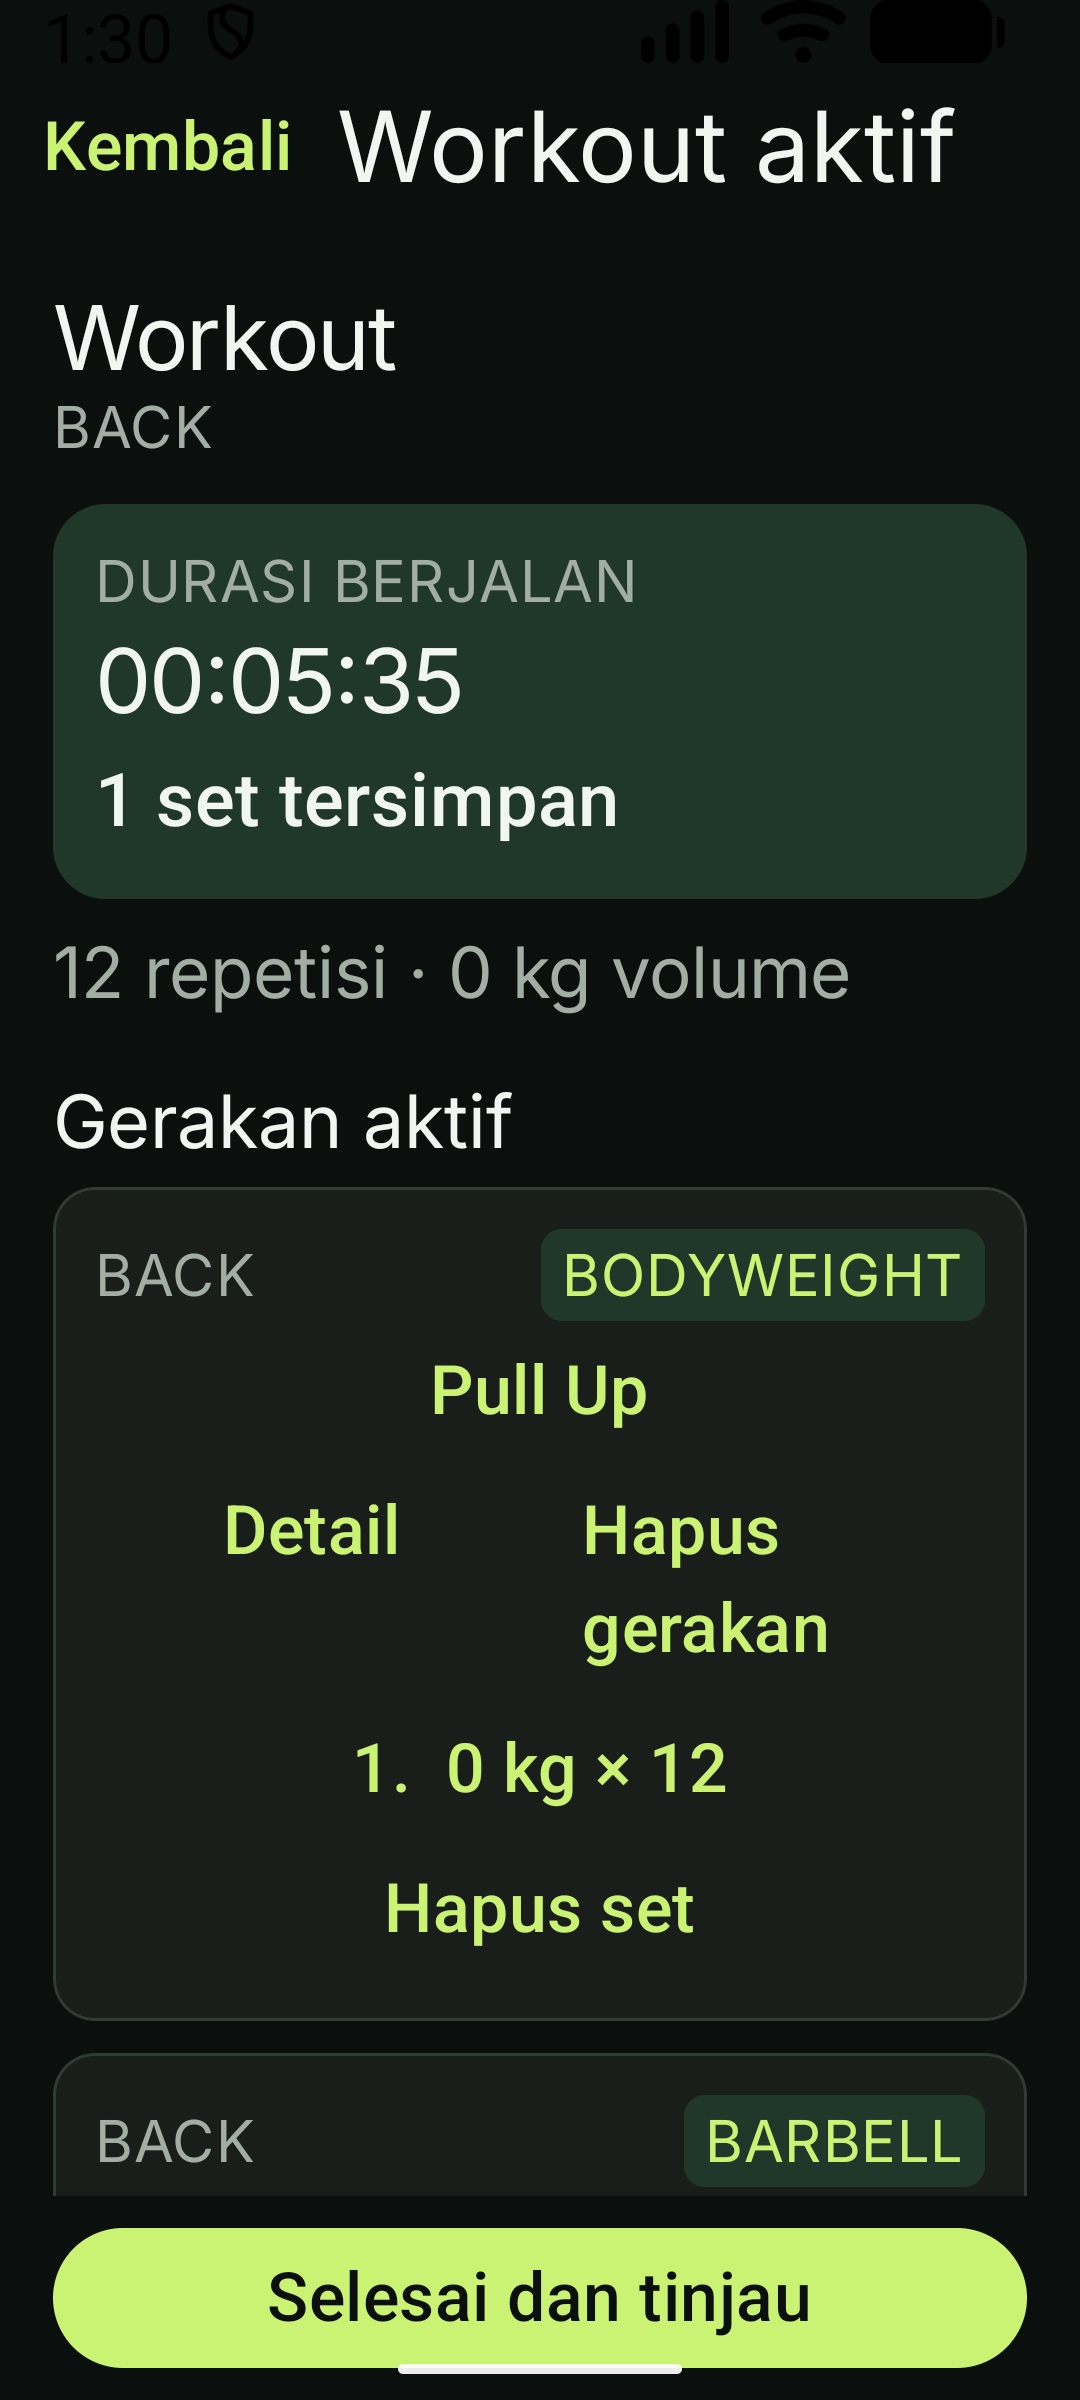 1:30
Kembali Workout aktif
Workout
BACK
DURASI BERJALAN
00:05:35
1 set tersimpan
12 repetisi · 0 kg volume
Gerakan aktif
BACK BODYWEIGHT
Pull Up
Detail Hapus gerakan
1. 0 kg × 12
Hapus set
BACK BARBELL
Selesai dan tinjau